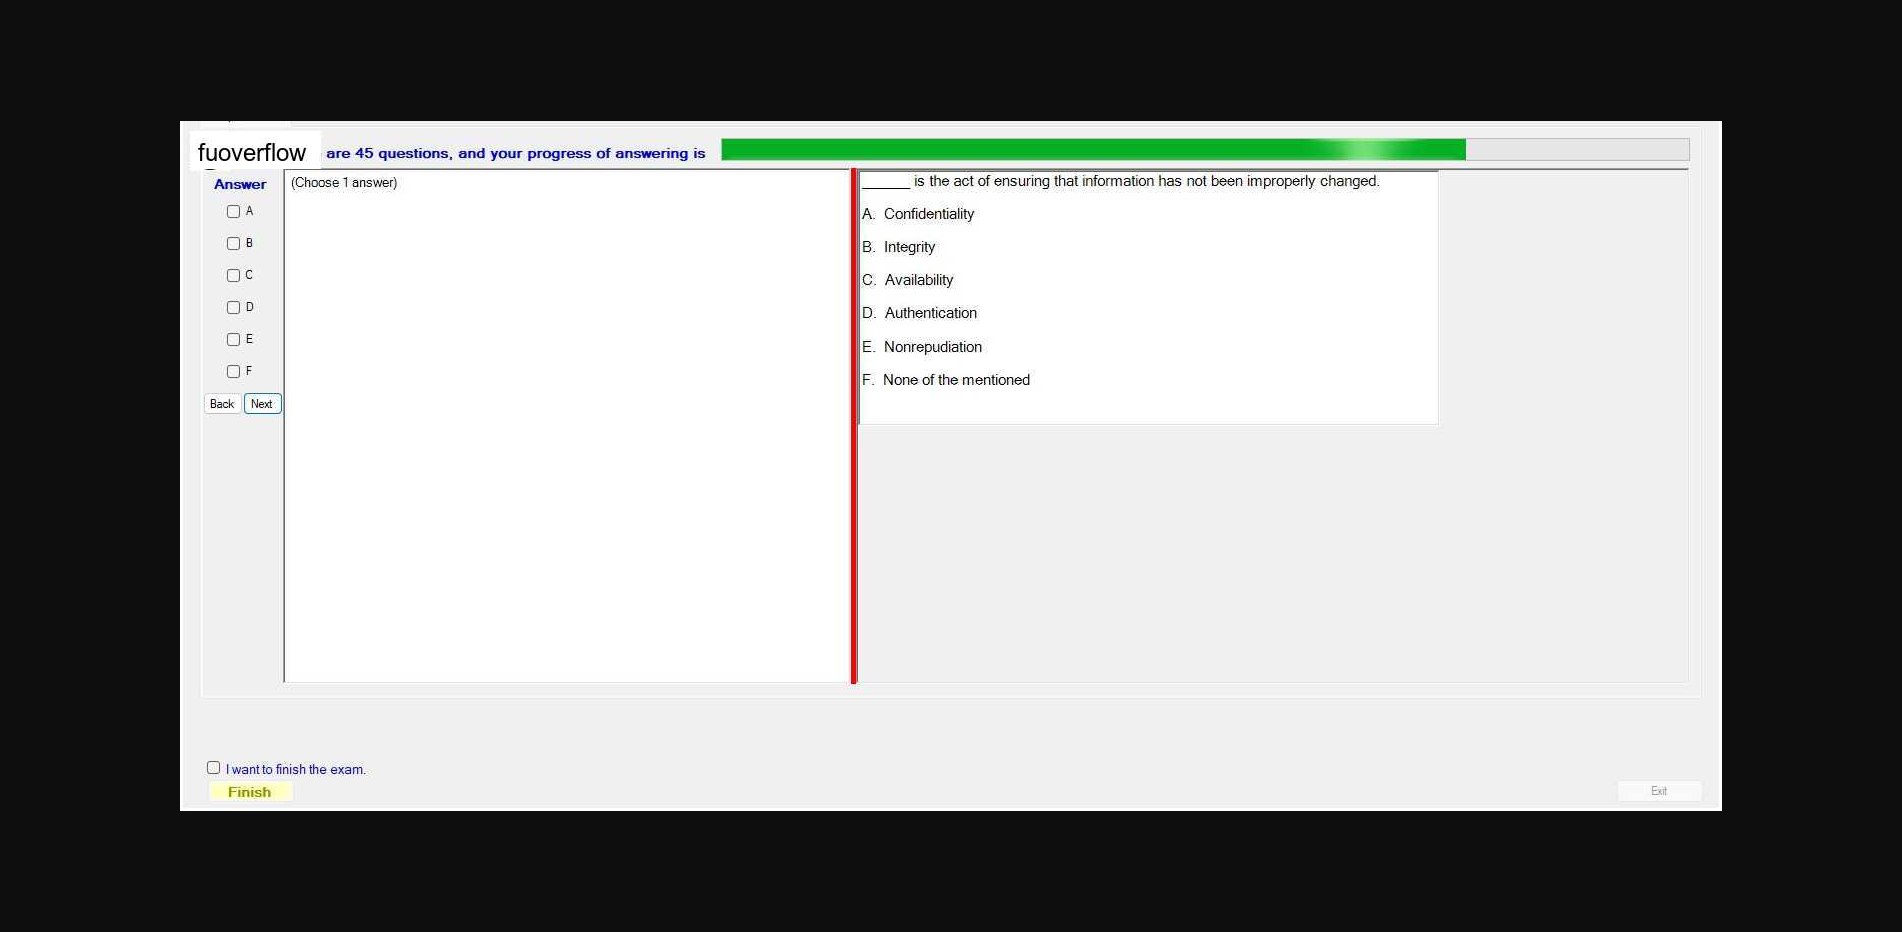 fuoverflow are 45 questions, and your progress of answering is
Answer
(Choose 1 answer)
A
B
C
D
E
F
Back Next
______ is the act of ensuring that information has not been improperly changed.
A. Confidentiality
B. Integrity
C. Availability
D. Authentication
E. Nonrepudiation
F. None of the mentioned
I want to finish the exam.
Finish
Exit